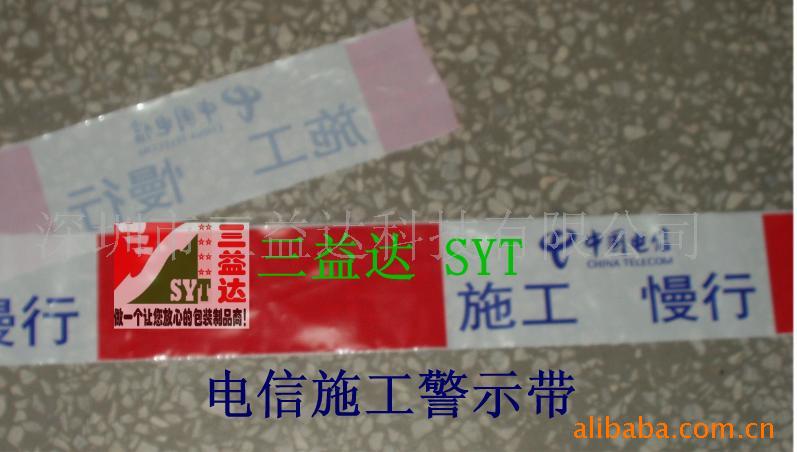 中国电信
CHINA TELECOM
施工 慢行
深圳市三益达科技有限公司
三益达 SYT
三益达
SYT
做一个让您放心的包装制品商!
中国电信
CHINA TELECOM
慢行
施工 慢行
电信施工警示带
alibaba.com.cn